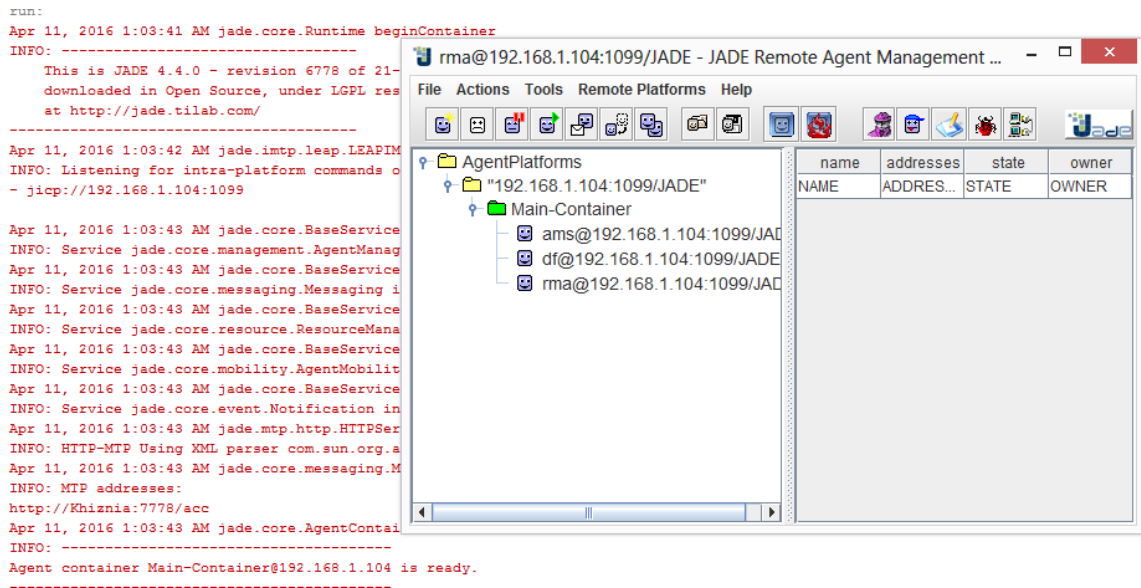 run:
Apr 11, 2016 1:03:41 AM jade.core.Runtime beginContainer
INFO: ----------------------------------
This is JADE 4.4.0 - revision 6778 of 21-
downloaded in Open Source, under LGPL res
at http://jade.tilab.com/
----------------------------------------
Apr 11, 2016 1:03:42 AM jade.imtp.leap.LEAPIM
INFO: Listening for intra-platform commands o
- jicp://192.168.1.104:1099
Apr 11, 2016 1:03:43 AM jade.core.BaseService
INFO: Service jade.core.management.AgentManag
Apr 11, 2016 1:03:43 AM jade.core.BaseService
INFO: Service jade.core.messaging.Messaging i
Apr 11, 2016 1:03:43 AM jade.core.BaseService
INFO: Service jade.core.resource.ResourceMana
Apr 11, 2016 1:03:43 AM jade.core.BaseService
INFO: Service jade.core.mobility.AgentMobilit
Apr 11, 2016 1:03:43 AM jade.core.BaseService
INFO: Service jade.core.event.Notification in
Apr 11, 2016 1:03:43 AM jade.mtp.http.HTTPSer
INFO: HTTP-MTP Using XML parser com.sun.org.a
Apr 11, 2016 1:03:43 AM jade.core.messaging.M
INFO: MTP addresses:
http://Khiznia:7778/acc
Apr 11, 2016 1:03:43 AM jade.core.AgentContai
INFO: --------------------------------------
Agent container Main-Container@192.168.1.104 is ready.
--------------------------------------------
rma@192.168.1.104:1099/JADE - JADE Remote Agent Management ...
File Actions Tools Remote Platforms Help
Jade
AgentPlatforms
"192.168.1.104:1099/JADE"
Main-Container
ams@192.168.1.104:1099/JAD
df@192.168.1.104:1099/JADE
rma@192.168.1.104:1099/JAD
name addresses state owner
NAME ADDRES... STATE OWNER